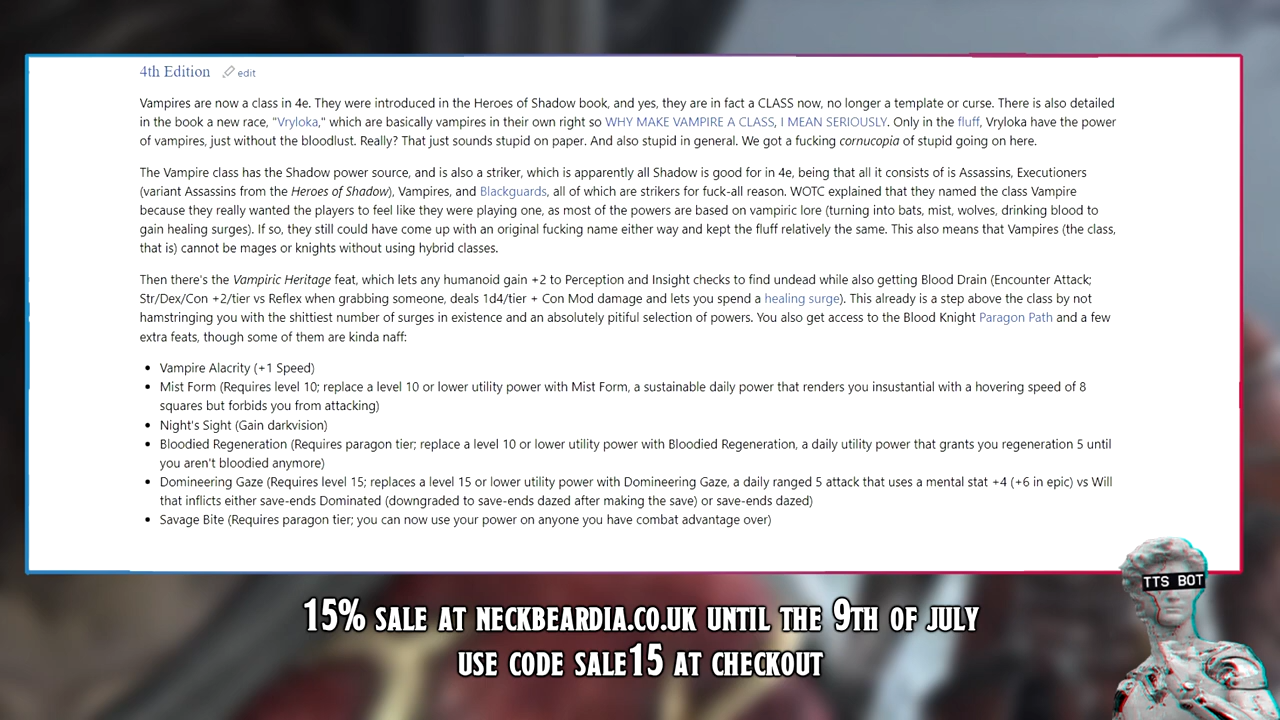 4th Edition edit
Vampires are now a class in 4e. They were introduced in the Heroes of Shadow book, and yes, they are in fact a CLASS now, no longer a template or curse. There is also detailed
in the book a new race, "Vryloka," which are basically vampires in their own right so WHY MAKE VAMPIRE A CLASS, I MEAN SERIOUSLY. Only in the fluff, Vryloka have the power
of vampires, just without the bloodlust. Really? That just sounds stupid on paper. And also stupid in general. We got a fucking cornucopia of stupid going on here.
The Vampire class has the Shadow power source, and is also a striker, which is apparently all Shadow is good for in 4e, being that all it consists of is Assassins, Executioners
(variant Assassins from the Heroes of Shadow), Vampires, and Blackguards, all of which are strikers for fuck-all reason. WOTC explained that they named the class Vampire
because they really wanted the players to feel like they were playing one, as most of the powers are based on vampiric lore (turning into bats, mist, wolves, drinking blood to
gain healing surges). If so, they still could have come up with an original fucking name either way and kept the fluff relatively the same. This also means that Vampires (the class,
that is) cannot be mages or knights without using hybrid classes.
Then there's the Vampiric Heritage feat, which lets any humanoid gain +2 to Perception and Insight checks to find undead while also getting Blood Drain (Encounter Attack;
Str/Dex/Con +2/tier vs Reflex when grabbing someone, deals 1d4/tier + Con Mod damage and lets you spend a healing surge). This already is a step above the class by not
hamstringing you with the shittiest number of surges in existence and an absolutely pitiful selection of powers. You also get access to the Blood Knight Paragon Path and a few
extra feats, though some of them are kinda naff:
• Vampire Alacrity (+1 Speed)
• Mist Form (Requires level 10; replace a level 10 or lower utility power with Mist Form, a sustainable daily power that renders you insustantial with a hovering speed of 8
squares but forbids you from attacking)
• Night's Sight (Gain darkvision)
• Bloodied Regeneration (Requires paragon tier; replace a level 10 or lower utility power with Bloodied Regeneration, a daily utility power that grants you regeneration 5 until
you aren't bloodied anymore)
• Domineering Gaze (Requires level 15; replaces a level 15 or lower utility power with Domineering Gaze, a daily ranged 5 attack that uses a mental stat +4 (+6 in epic) vs Will
that inflicts either save-ends Dominated (downgraded to save-ends dazed after making the save) or save-ends dazed)
• Savage Bite (Requires paragon tier; you can now use your power on anyone you have combat advantage over)
TTS BOT
15% SALE AT NECKBEARDIA.CO.UK UNTIL THE 9TH OF JULY
USE CODE SALE15 AT CHECKOUT